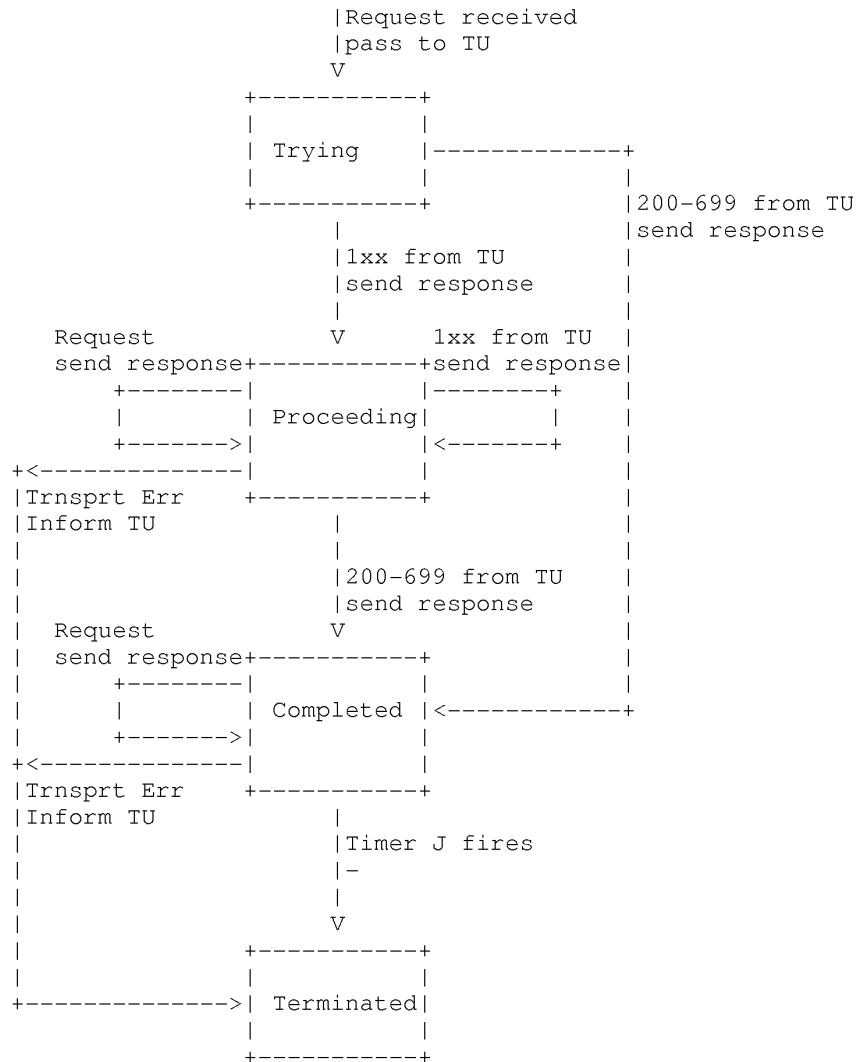 |Request received
|pass to TU
V
+-----------+
|           |
| Trying    |-------------+
|           |             |
+-----------+             |200-699 from TU
|                   |send response
|1xx from TU        |
|send response      |
|                   |
Request            V      1xx from TU  |
send response+-----------+send response|
+--------|           |--------+    |
|        | Proceeding|        |    |
+------->|           |<-------+    |
+<--------------|           |             |
|Trnsprt Err    +-----------+             |
|Inform TU            |                   |
|                     |                   |
|                     |200-699 from TU    |
|                     |send response      |
|  Request            V                   |
|  send response+-----------+             |
|      +--------|           |             |
|      |        | Completed |<------------+
|      +------->|           |
+<--------------|           |
|Trnsprt Err    +-----------+
|Inform TU            |
|                     |Timer J fires
|                     |-
|                     |
|                     V
|               +-----------+
|               |           |
+-------------->| Terminated|
|           |
+-----------+